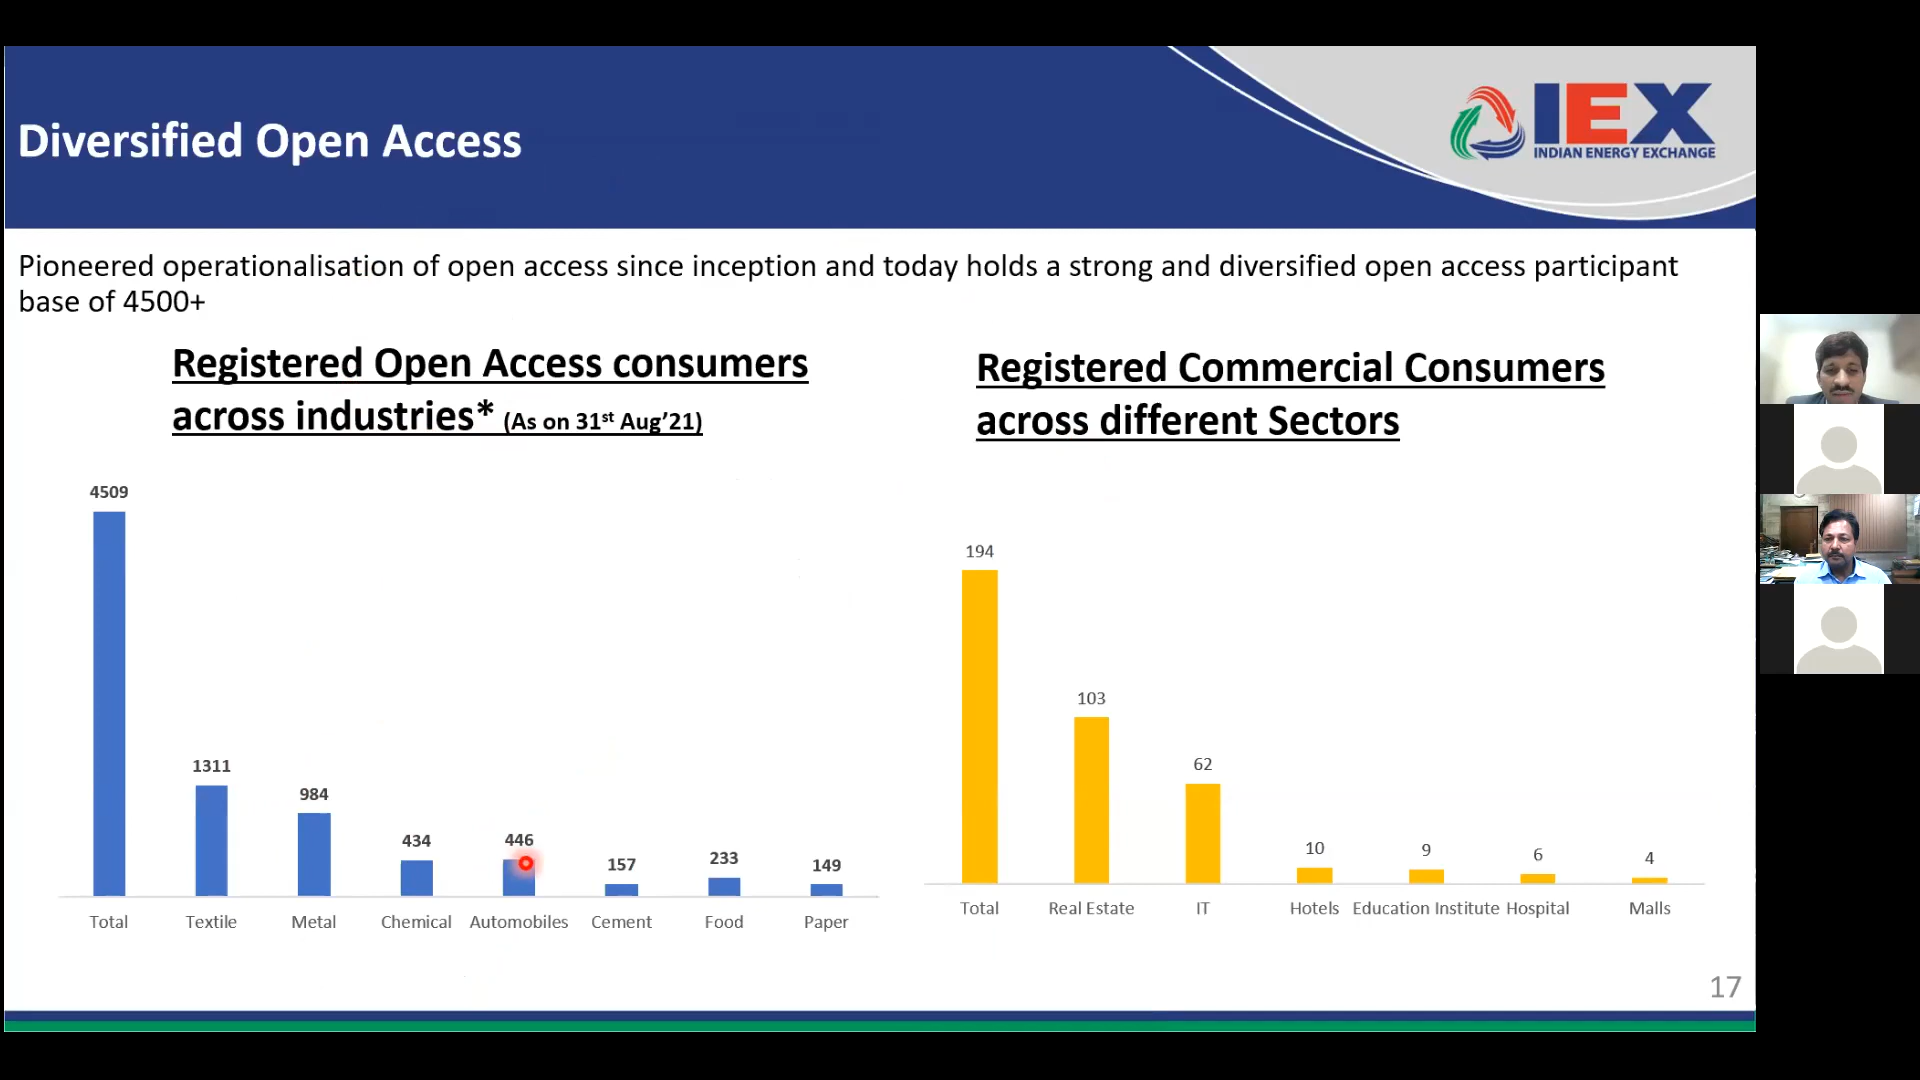 Diversified Open Access
IEX
INDIAN ENERGY EXCHANGE
Pioneered operationalisation of open access since inception and today holds a strong and diversified open access participant
base of 4500+
Registered Open Access consumers
across industries* (As on 31st Aug'21)
4509
1311
984
434
446
157
233
149
Total
Textile
Metal
Chemical
Automobiles
Cement
Food
Paper
Registered Commercial Consumers
across different Sectors
194
103
62
10
9
6
4
Total
Real Estate
IT
Hotels
Education Institute
Hospital
Malls
17